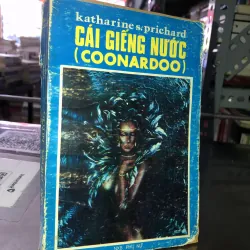 katharine s. prichard
CÁI GIẾNG NƯỚC
(COONARDOO)